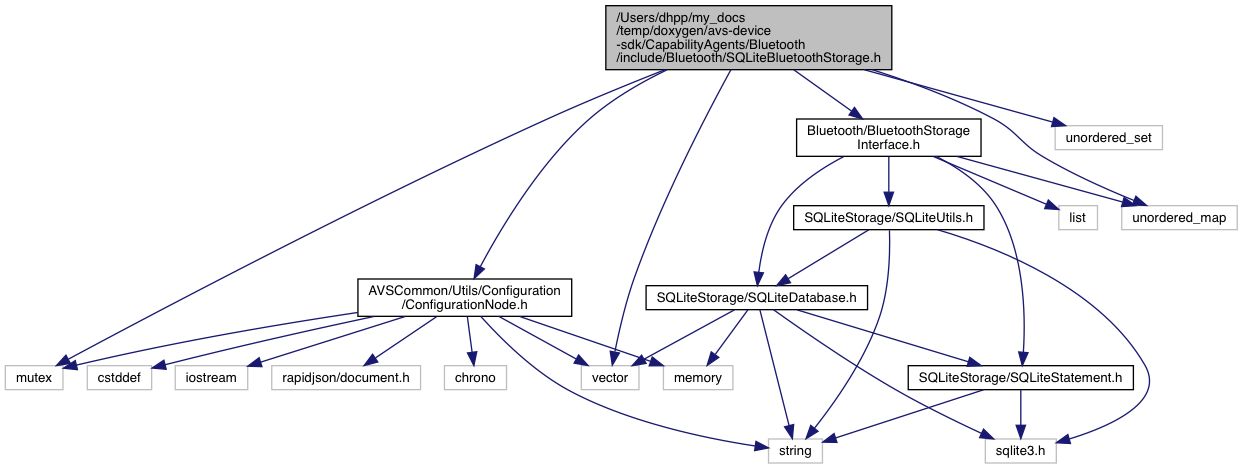 /Users/dhpp/my_docs
/temp/doxygen/avs-device
-sdk/CapabilityAgents/Bluetooth
/include/Bluetooth/SQLiteBluetoothStorage.h
Bluetooth/BluetoothStorage
Interface.h
unordered_set
SQLiteStorage/SQLiteUtils.h
list
unordered_map
AVSCommon/Utils/Configuration
/ConfigurationNode.h
SQLiteStorage/SQLiteDatabase.h
mutex
cstddef
iostream
rapidjson/document.h
chrono
vector
memory
SQLiteStorage/SQLiteStatement.h
string
sqlite3.h